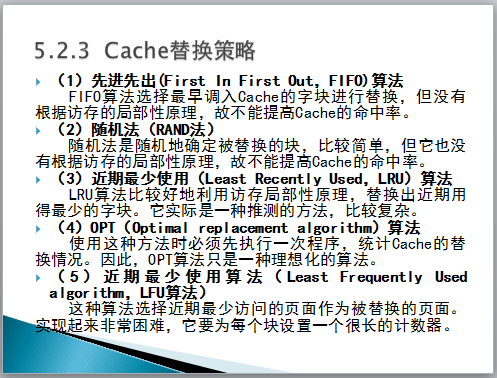 5.2.3 Cache替换策略
（1）先进先出(First In First Out，FIFO)算法
FIFO算法选择最早调入Cache的字块进行替换，但没有
根据访存的局部性原理，故不能提高Cache的命中率。
（2）随机法（RAND法）
随机法是随机地确定被替换的块，比较简单，但它也没
有根据访存的局部性原理，故不能提高Cache的命中率。
（3）近期最少使用（Least Recently Used，LRU）算法
LRU算法比较好地利用访存局部性原理，替换出近期用
得最少的字块。它实际是一种推测的方法，比较复杂。
（4）OPT（Optimal replacement algorithm）算法
使用这种方法时必须先执行一次程序，统计Cache的替
换情况。因此，OPT算法只是一种理想化的算法。
（5）近期最少使用算法（Least Frequently Used
algorithm，LFU算法）
这种算法选择近期最少访问的页面作为被替换的页面。
实现起来非常困难，它要为每个块设置一个很长的计数器。